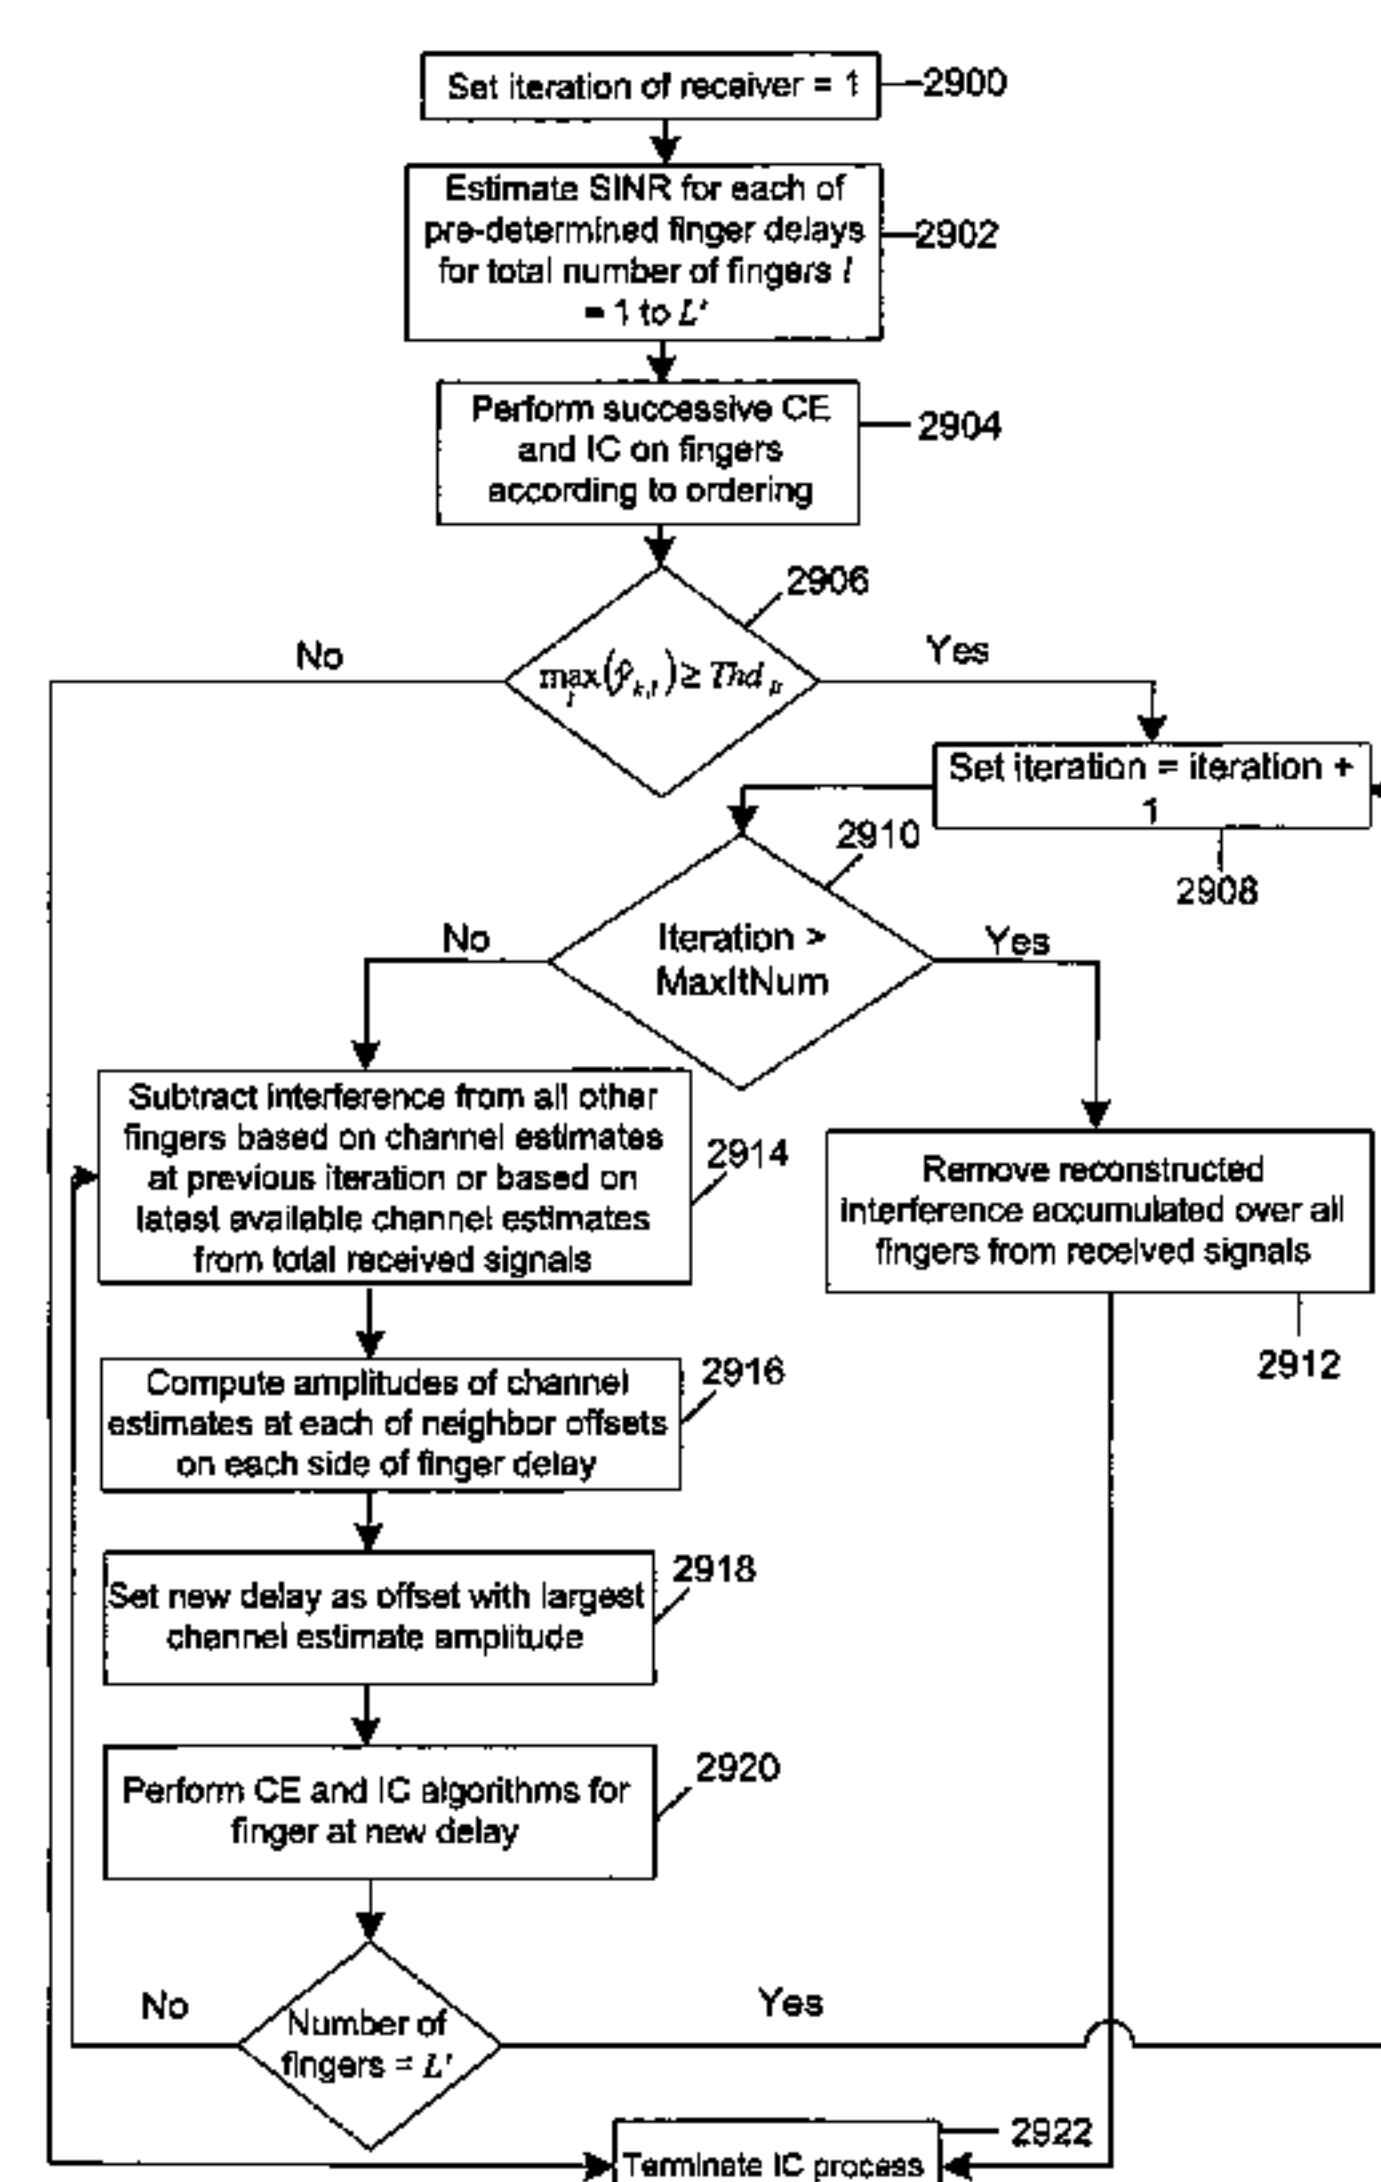 Set iteration of receiver = 1
2900
Estimate SINR for each of
pre-determined finger delays
for total number of fingers l
= 1 to L'
2902
Perform successive CE
and IC on fingers
according to ordering
2904
2906
No
Yes
Set iteration = iteration +
1
2908
2910
Iteration >
MaxItNum
No
Yes
Subtract interference from all other
fingers based on channel estimates
at previous iteration or based on
latest available channel estimates
from total received signals
2914
Remove reconstructed
interference accumulated over all
fingers from received signals
2912
Compute amplitudes of channel
estimates at each of neighbor offsets
on each side of finger delay
2916
Set new delay as offset with largest
channel estimate amplitude
2918
Perform CE and IC algorithms for
finger at new delay
2920
No
Number of
fingers = L'
Yes
2922
Terminate IC process